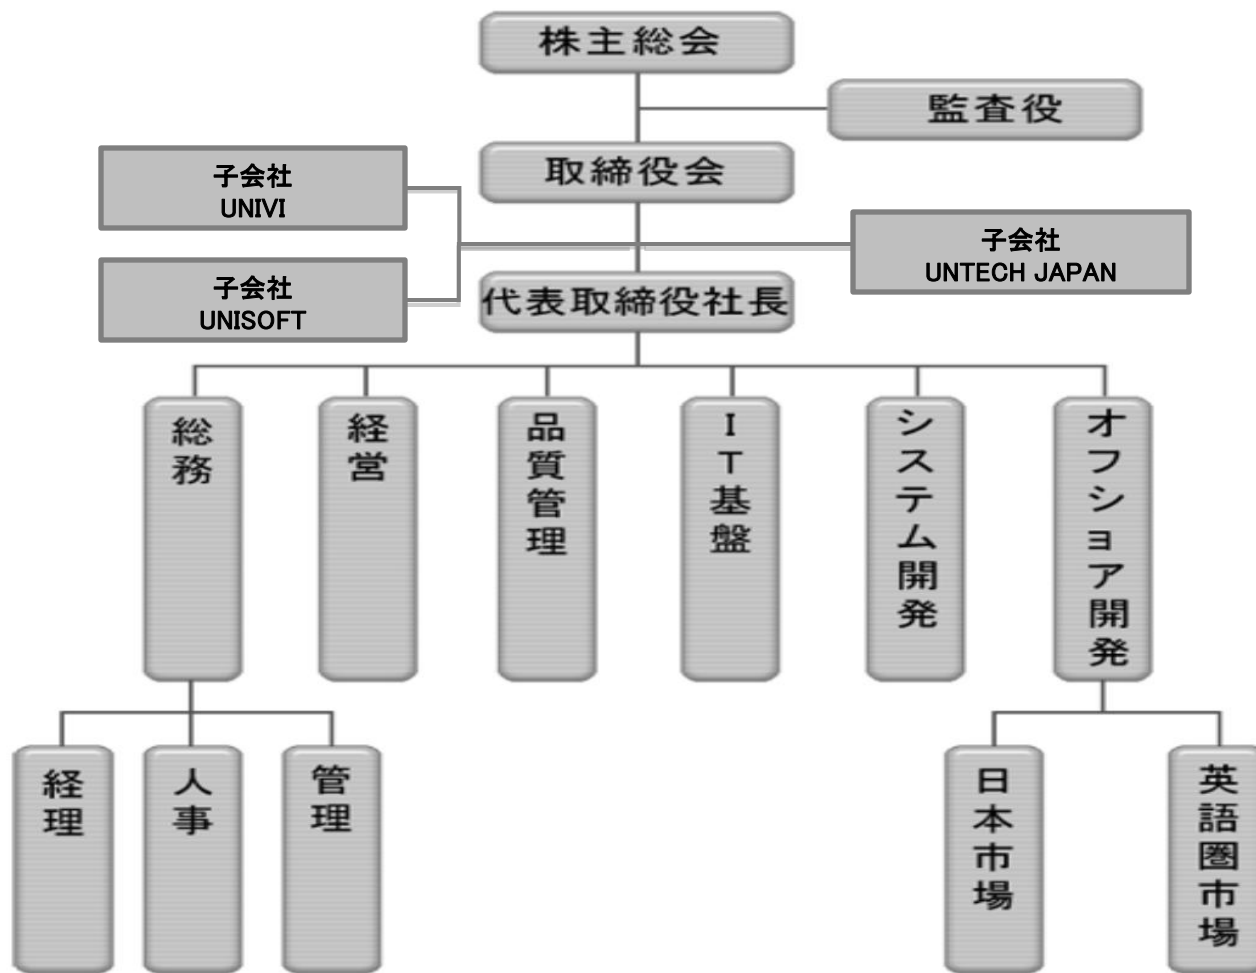 株主総会
監査役
取締役会
子会社
UNIVI
子会社
UNTECH JAPAN
子会社
UNISOFT
代表取締役社長
総務
経営
品質管理
IT基盤
システム開発
オフショア開発
経理
人事
管理
日本市場
英語圏市場